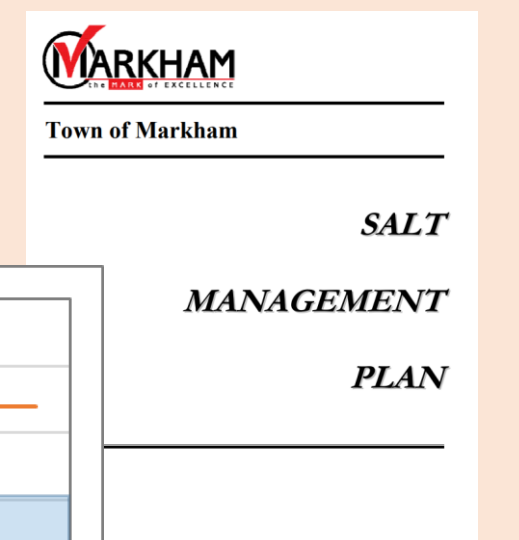 MARKHAM
the MARK of EXCELLENCE
Town of Markham
SALT
MANAGEMENT
PLAN